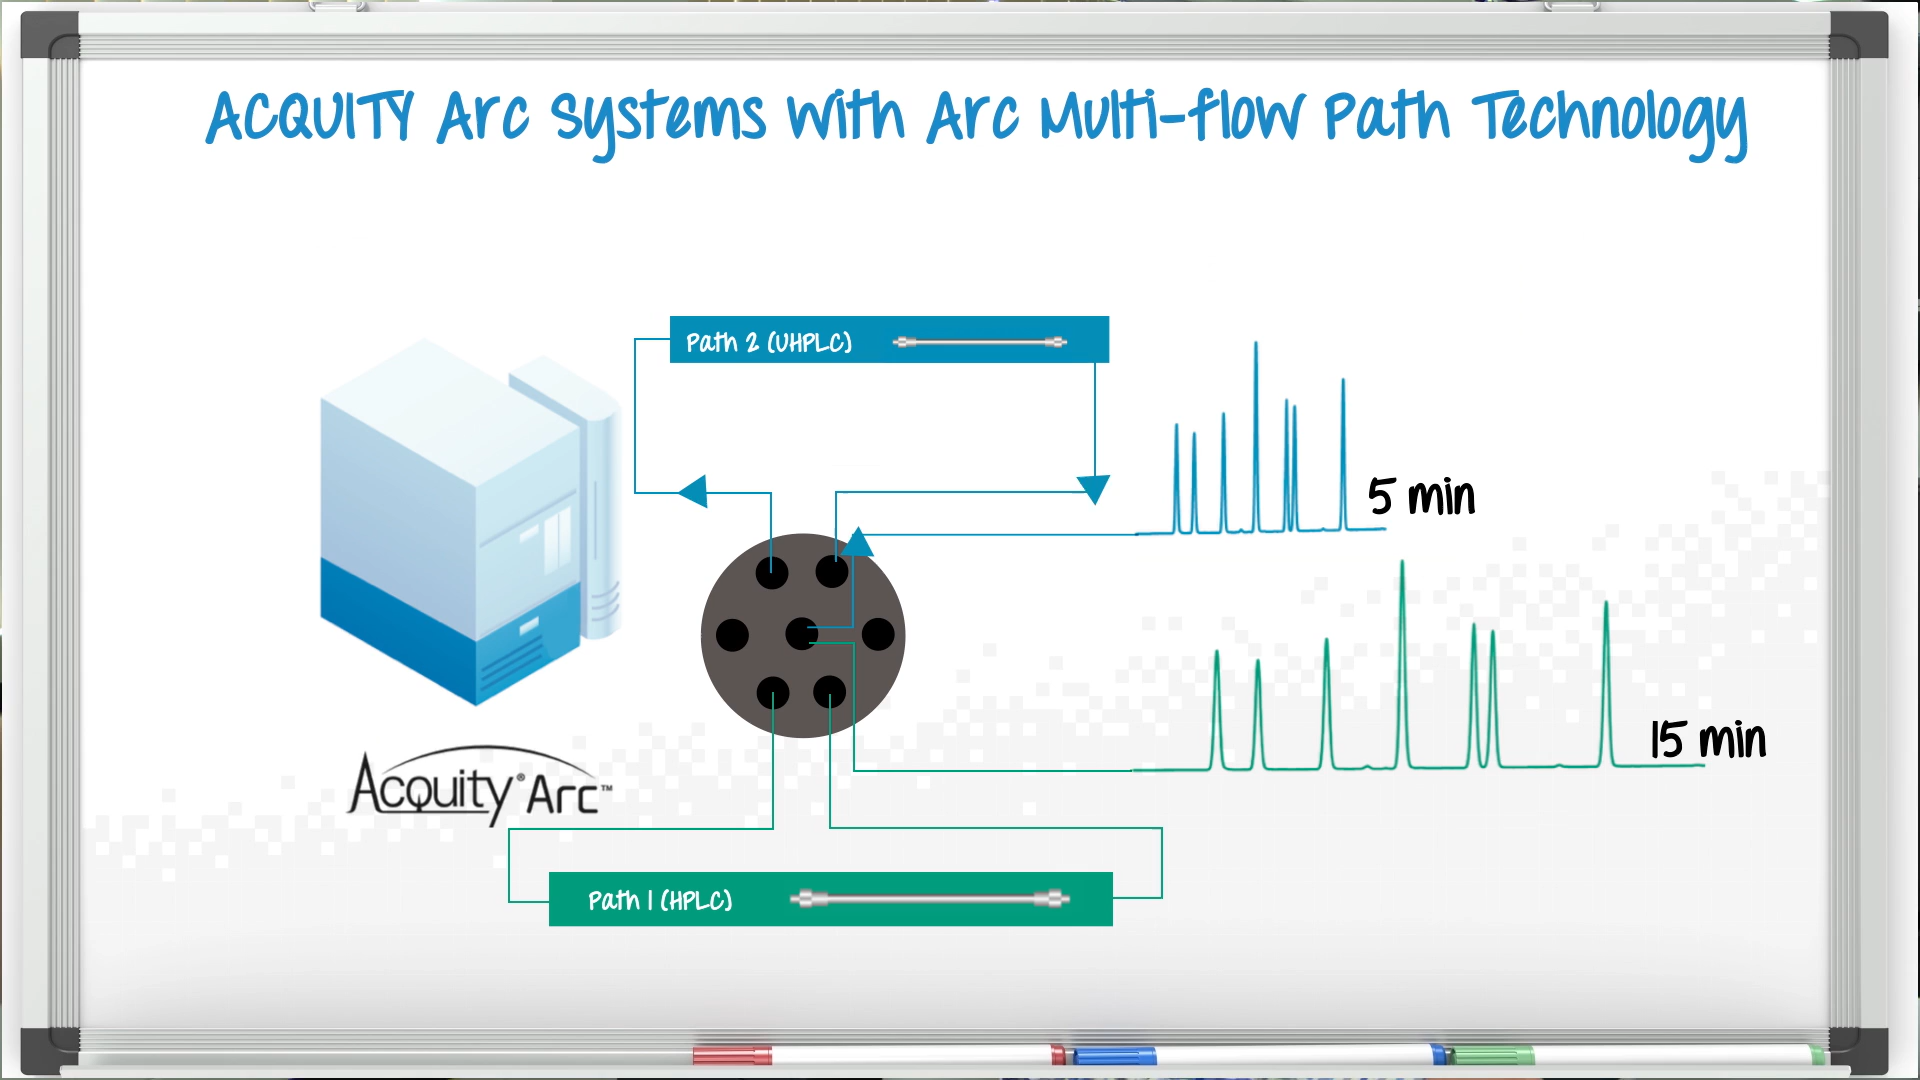 ACQUITY Arc Systems with Arc Multi-flow Path Technology
Path 2 (UHPLC)
5 min
15 min
Acquity® Arc™
Path 1 (HPLC)